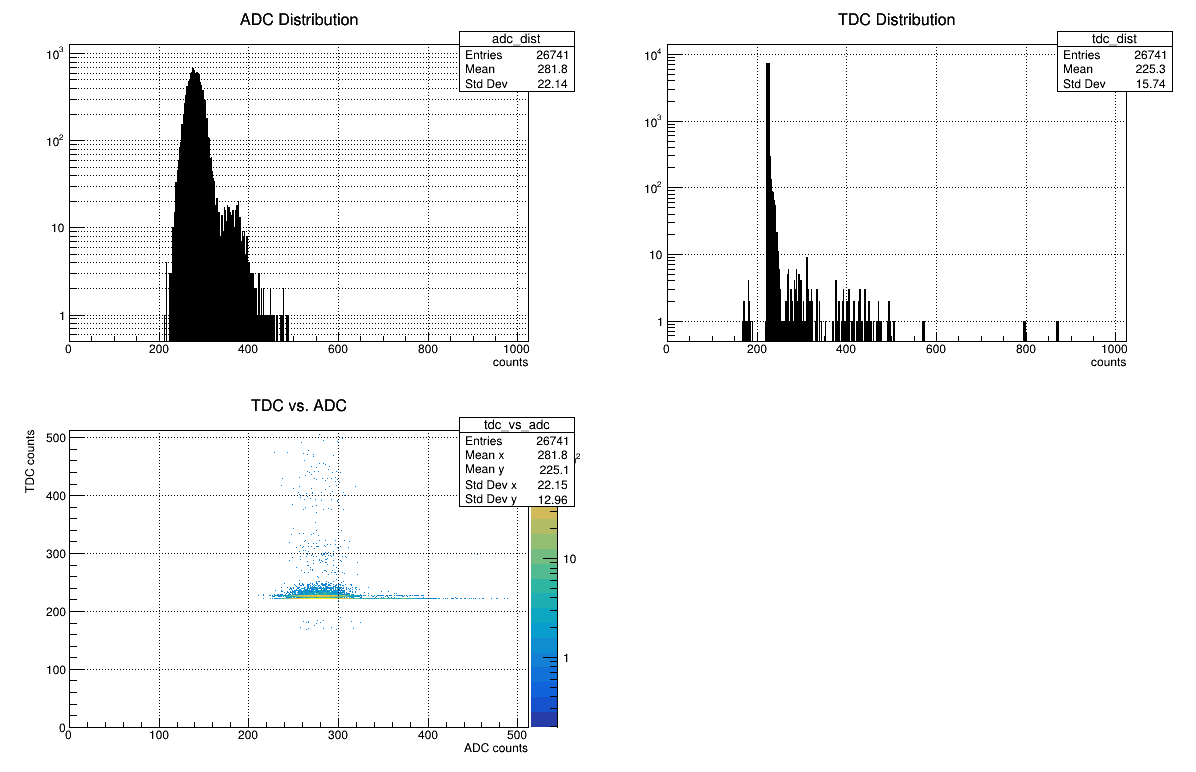 ADC Distribution
adc_dist
Entries 26741
Mean 281.8
Std Dev 22.14
10³
10²
10
1
0 200 400 600 800 1000
counts
TDC Distribution
tdc_dist
Entries 26741
Mean 225.3
Std Dev 15.74
10⁴
10³
10²
10
1
0 200 400 600 800 1000
counts
TDC vs. ADC
tdc_vs_adc
Entries 26741
Mean x 281.8
Mean y 225.1
Std Dev x 22.15
Std Dev y 12.96
TDC counts
500
400
300
200
100
0
0 100 200 300 400 500
ADC counts
10
1